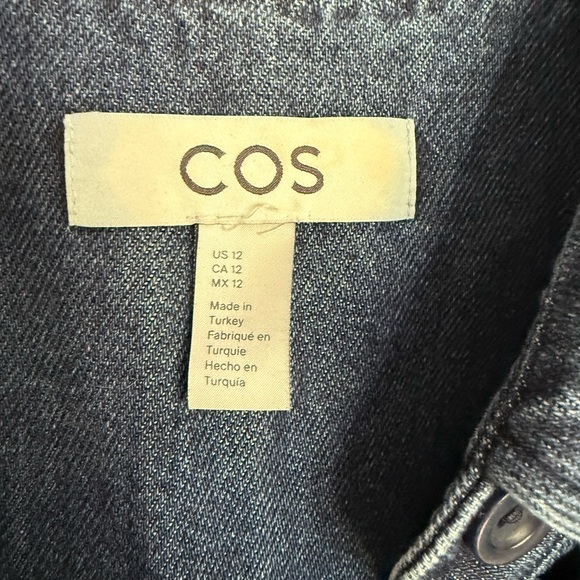 COS
US 12
CA 12
MX 12
Made in
Turkey
Fabriqué en
Turquie
Hecho en
Turquía